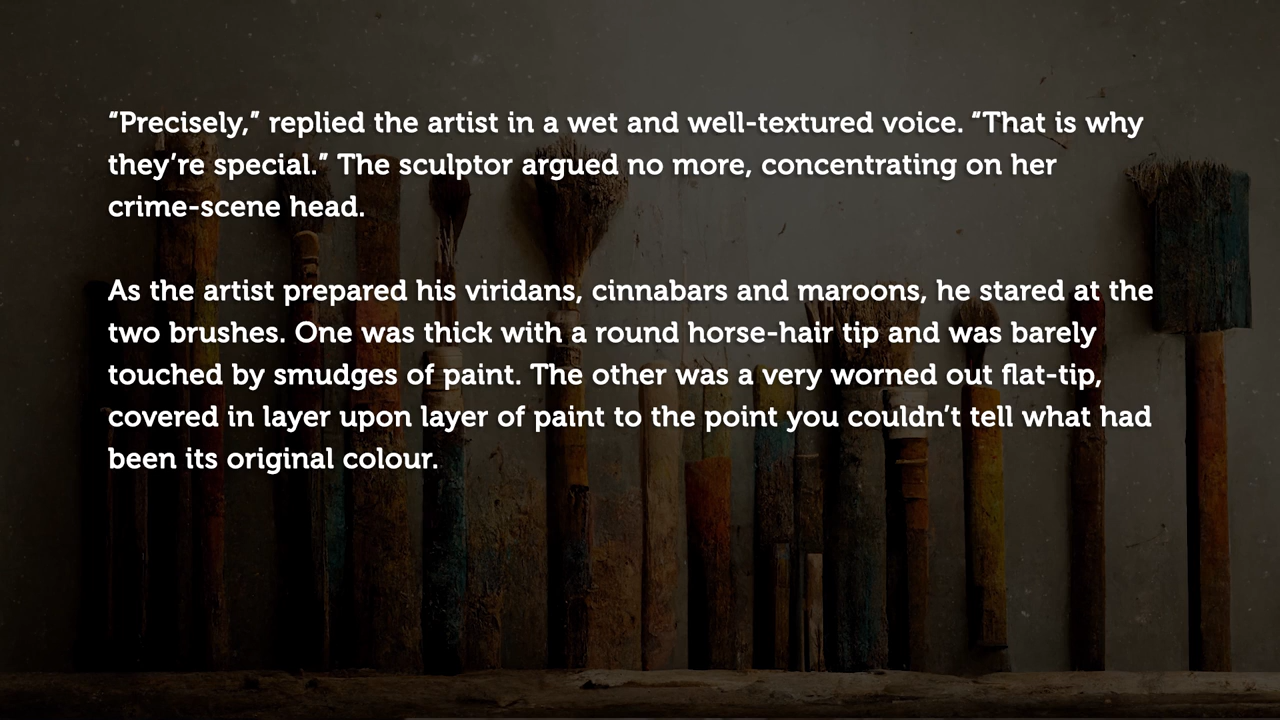 “Precisely,” replied the artist in a wet and well-textured voice. “That is why
they’re special.” The sculptor argued no more, concentrating on her
crime-scene head.
As the artist prepared his viridans, cinnabars and maroons, he stared at the
two brushes. One was thick with a round horse-hair tip and was barely
touched by smudges of paint. The other was a very worned out flat-tip,
covered in layer upon layer of paint to the point you couldn’t tell what had
been its original colour.